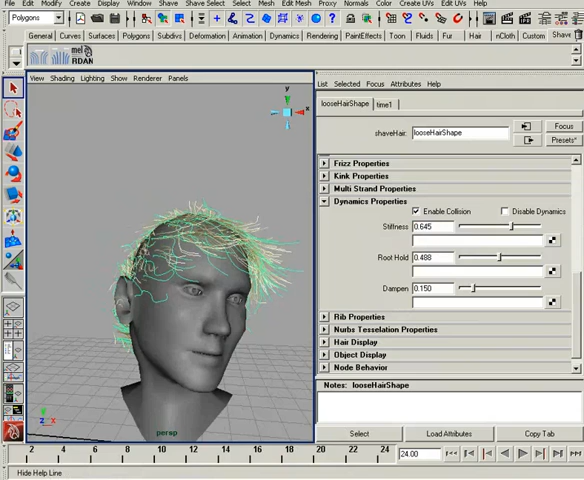 File Edit Modify Create Display Window Assets Shave Select Mesh Edit Mesh Proxy Normals Color Create UVs Edit UVs
Polygons
General Curves Surfaces Polygons Subdivs Deformation Animation Dynamics Rendering PaintEffects Toon Fluids Fur Hair nCloth Custom Shave
mel
RDAN
View Shading Lighting Show Renderer Panels
List Selected Focus Attributes Help
looseHairShape time1
shaveHair: looseHairShape
Focus
Presets*
Frizz Properties
Kink Properties
Multi Strand Properties
Dynamics Properties
Enable Collision Disable Dynamics
Stiffness 0.645
Root Hold 0.488
Dampen 0.150
Rib Properties
Nurbs Tesselation Properties
Hair Display
Object Display
Node Behavior
Notes: looseHairShape
Select Load Attributes Copy Tab
y
x
persp
2 4 6 8 10 12 14 16 18 20 22 24
24.00
Hide Help Line